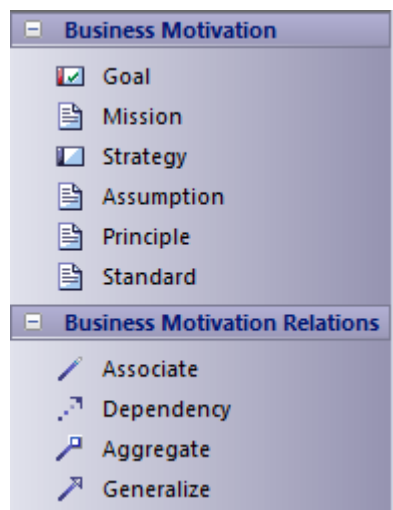 Business Motivation
Goal
Mission
Strategy
Assumption
Principle
Standard
Business Motivation Relations
Associate
Dependency
Aggregate
Generalize